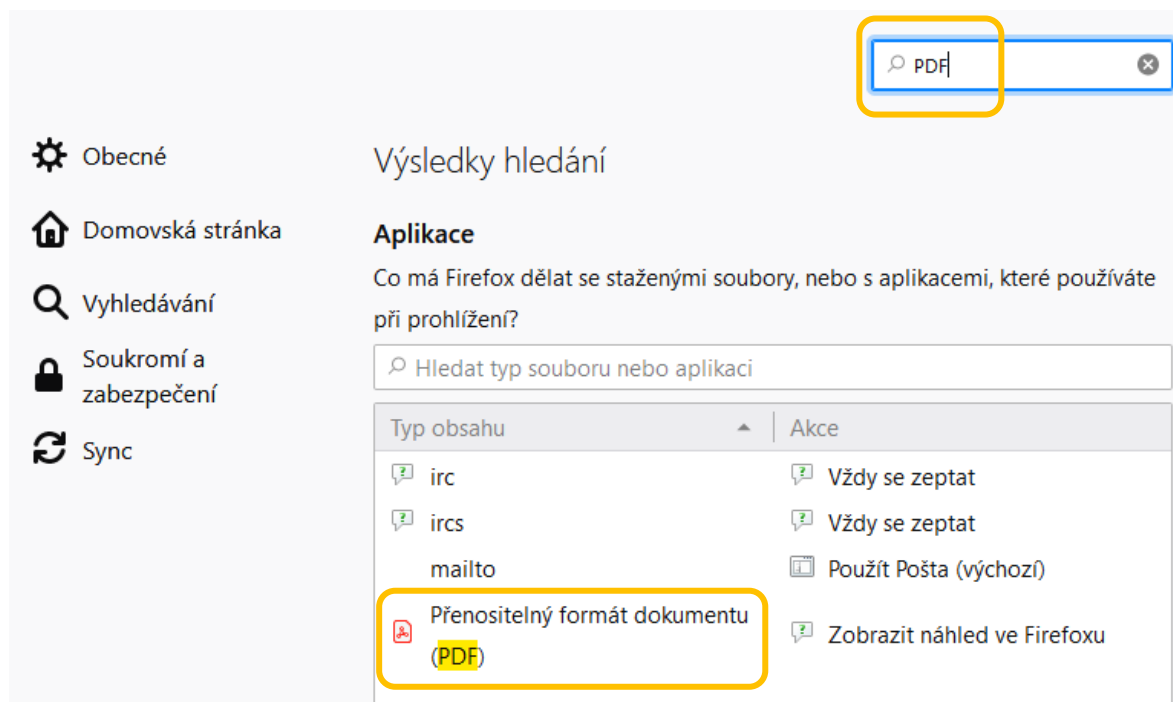 PDF
Obecné
Domovská stránka
Vyhledávání
Soukromí a
zabezpečení
Sync
Výsledky hledání
Aplikace
Co má Firefox dělat se staženými soubory, nebo s aplikacemi, které používáte
při prohlížení?
Hledat typ souboru nebo aplikaci
Typ obsahu Akce
irc Vždy se zeptat
ircs Vždy se zeptat
mailto Použít Pošta (výchozí)
Přenositelný formát dokumentu
(PDF) Zobrazit náhled ve Firefoxu